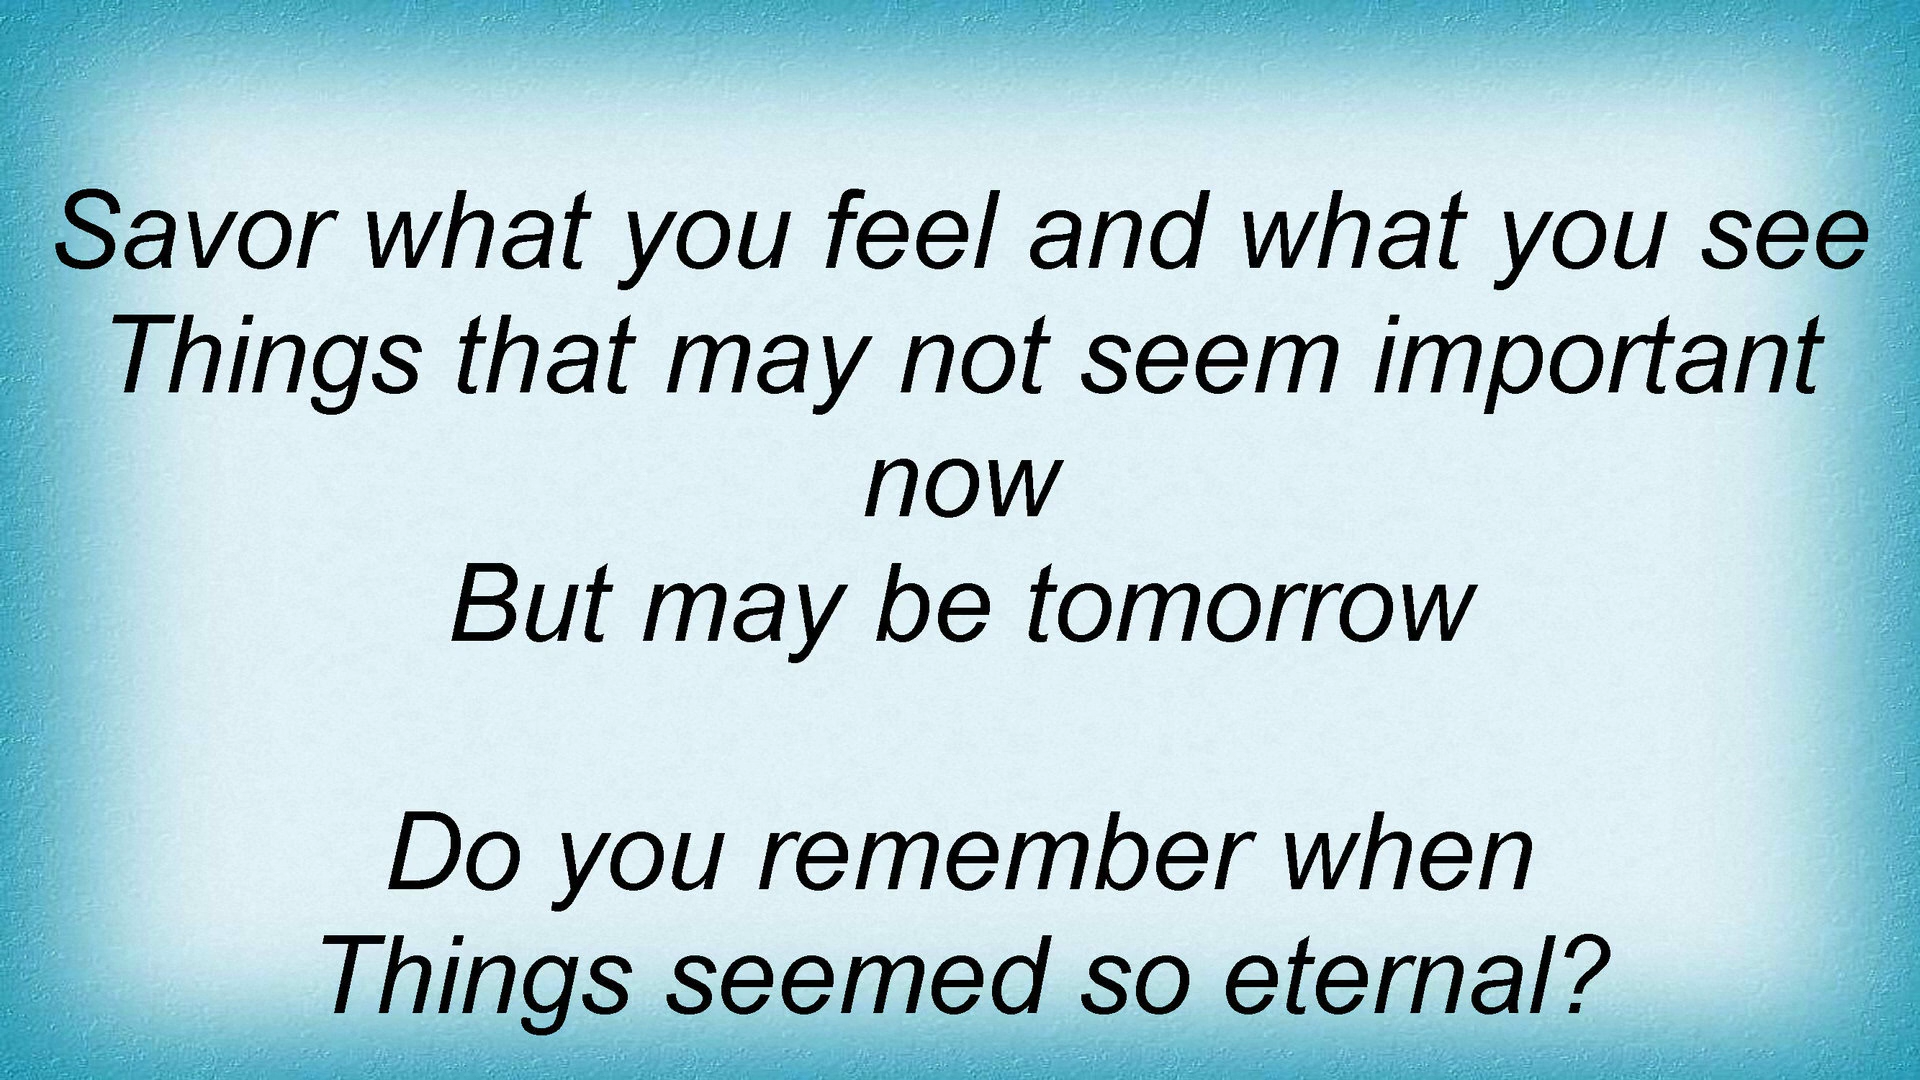 Savor what you feel and what you see
Things that may not seem important
now
But may be tomorrow
Do you remember when
Things seemed so eternal?